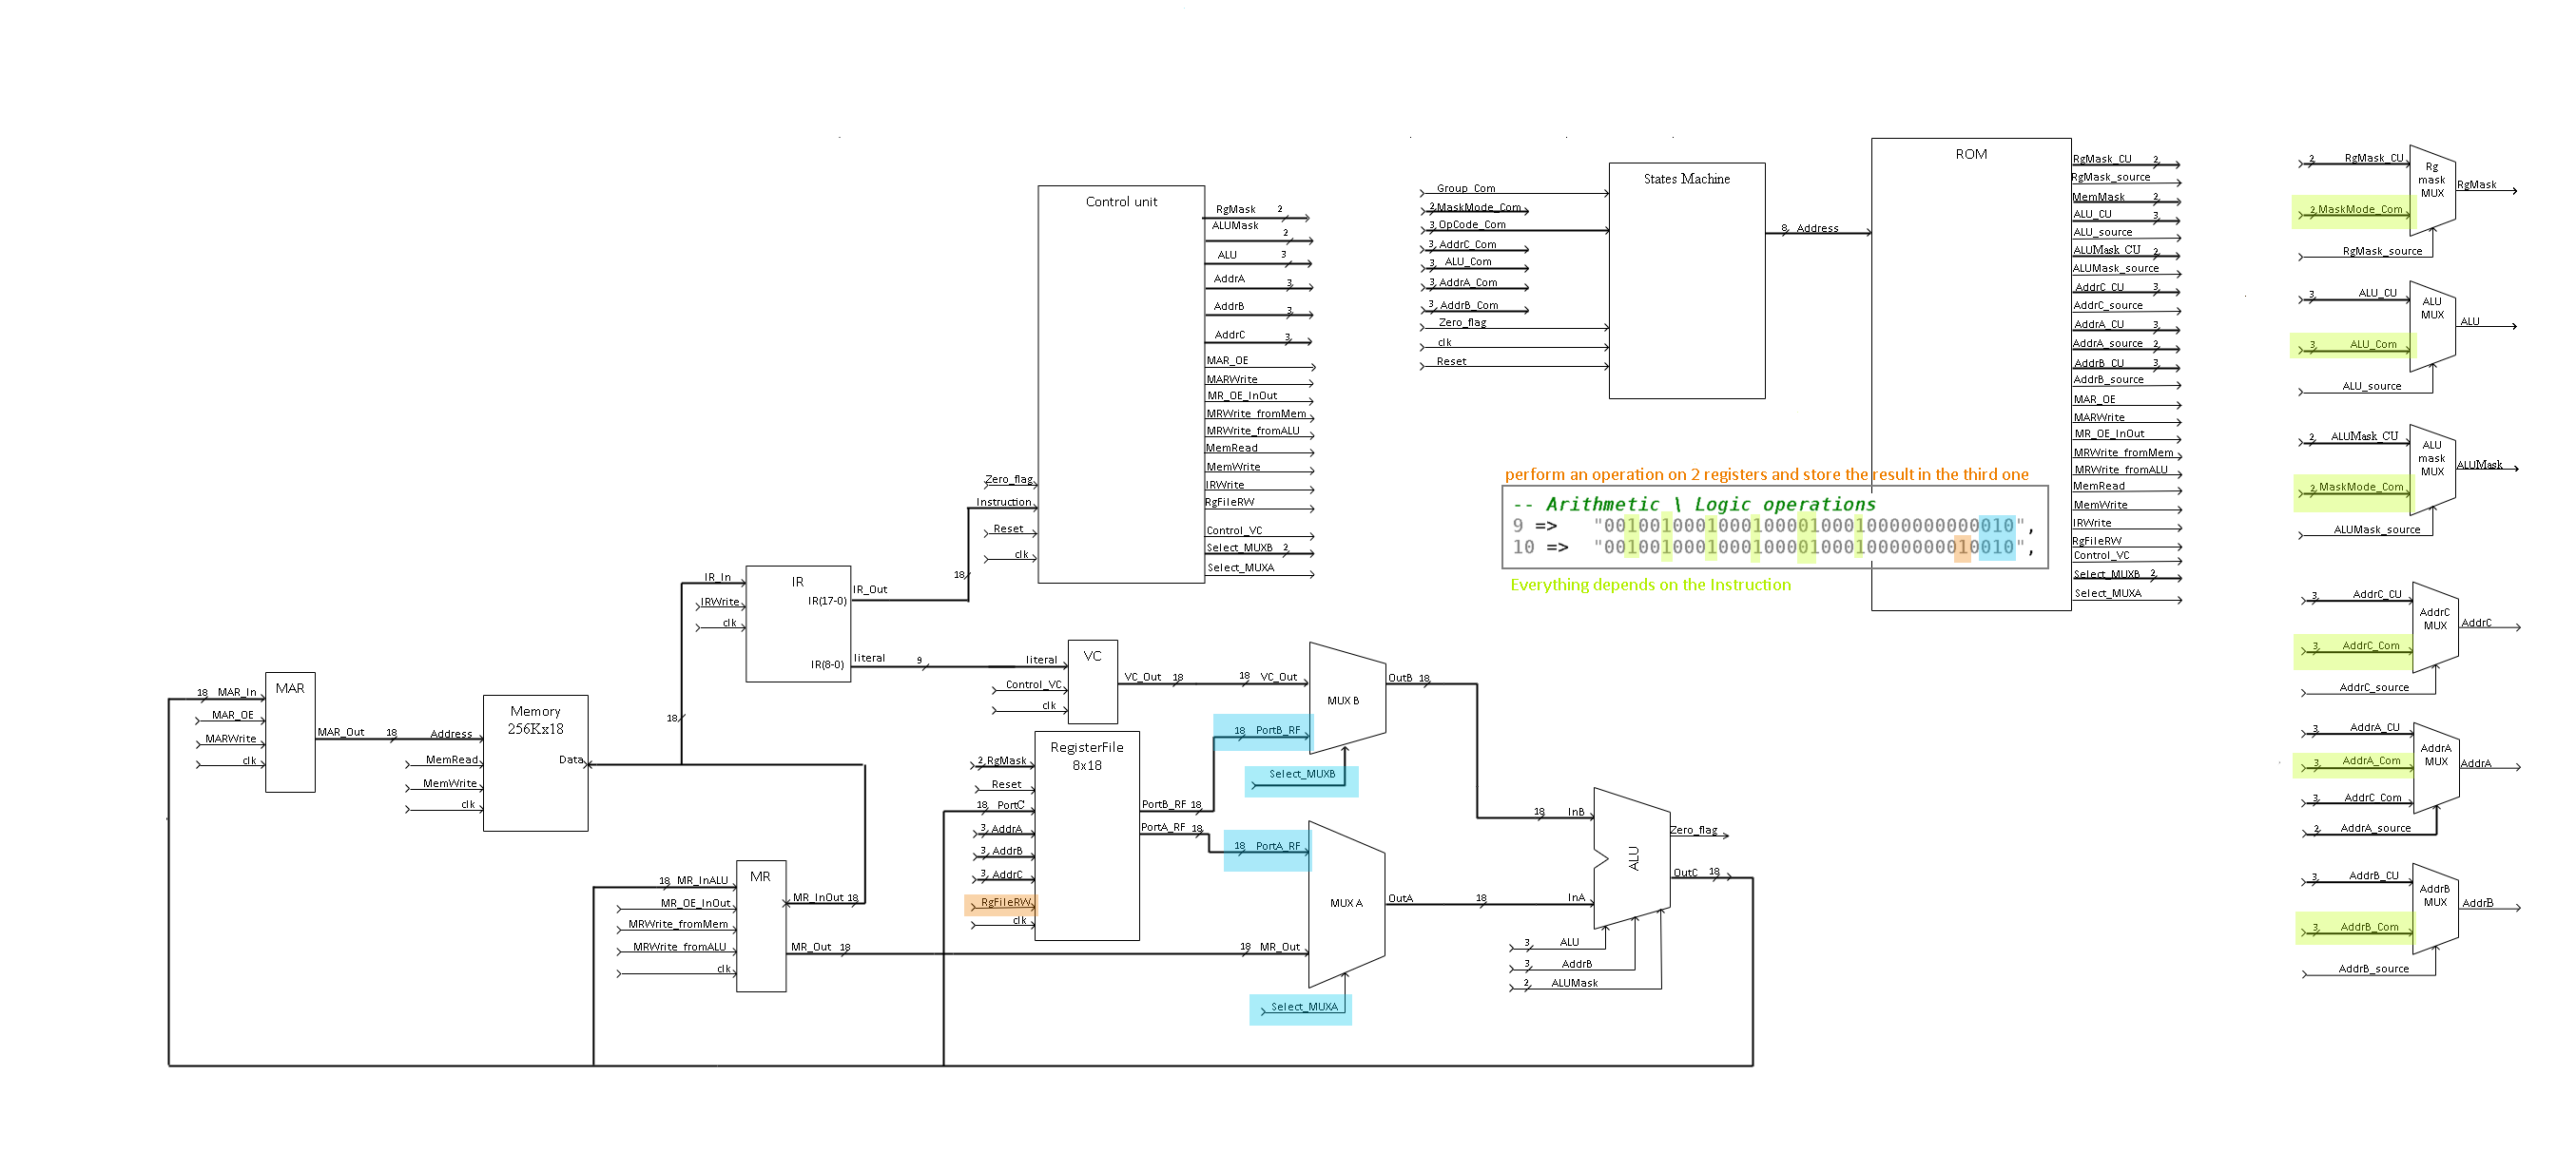 Control unit
RgMask 2
ALUMask 2
ALU 3
AddrA 3
AddrB 3
AddrC 3
MAR_OE
MARWrite
MR_OE_InOut
MRWrite_fromMem
MRWrite_fromALU
MemRead
MemWrite
IRWrite
RgFileRW
Control_VC
Select_MUXB 2
Select_MUXA
Zero_flag
Instruction
Reset
clk
States Machine
Group_Com
2 MaskMode_Com
3 OpCode_Com
3 AddrC_Com
3 ALU_Com
3 AddrA_Com
3 AddrB_Com
Zero_flag
clk
Reset
8 Address
ROM
RgMask_CU 2
RgMask_source
MemMask 2
ALU_CU 3
ALU_source
ALUMask_CU 2
ALUMask_source
AddrC_CU 3
AddrC_source
AddrA_CU 3
AddrA_source 2
AddrB_CU 3
AddrB_source
MAR_OE
MARWrite
MR_OE_InOut
MRWrite_fromMem
MRWrite_fromALU
MemRead
MemWrite
IRWrite
RgFileRW
Control_VC
Select_MUXB 2
Select_MUXA
2 RgMask_CU
2 MaskMode_Com
RgMask_source
Rg
mask
MUX
RgMask
3 ALU_CU
3 ALU_Com
ALU_source
ALU
MUX
ALU
2 ALUMask_CU
2 MaskMode_Com
ALUMask_source
ALU
mask
MUX
ALUMask
3 AddrC_CU
3 AddrC_Com
AddrC_source
AddrC
MUX
AddrC
3 AddrA_CU
3 AddrA_Com
3 AddrC_Com
2 AddrA_source
AddrA
MUX
AddrA
3 AddrB_CU
3 AddrB_Com
AddrB_source
AddrB
MUX
AddrB
perform an operation on 2 registers and store the result in the third one
-- Arithmetic \ Logic operations
9 => "0010010001000100001000100000000000010",
10 => "0010010001000100001000100000000010010",
Everything depends on the Instruction
IR
IR_In
IRWrite
clk
IR(17-0)
IR_Out
18
IR(8-0)
literal 9
literal
VC
Control_VC
clk
VC_Out 18
18 VC_Out
MUX B
OutB 18
18 PortB_RF
Select_MUXB
MAR
18 MAR_In
MAR_OE
MARWrite
clk
MAR_Out 18
Memory
256Kx18
Address
MemRead
MemWrite
clk
Data
18
RegisterFile
8x18
2 RgMask
Reset
18 PortC
3 AddrA
3 AddrB
3 AddrC
RgFileRW
clk
PortB_RF 18
PortA_RF 18
18 PortA_RF
MUX A
OutA 18
18 MR_Out
Select_MUXA
MR
18 MR_InALU
MR_OE_InOut
MRWrite_fromMem
MRWrite_fromALU
clk
MR_InOut 18
MR_Out 18
ALU
18 InB
InA
Zero_flag
OutC 18
3 ALU
3 AddrB
2 ALUMask